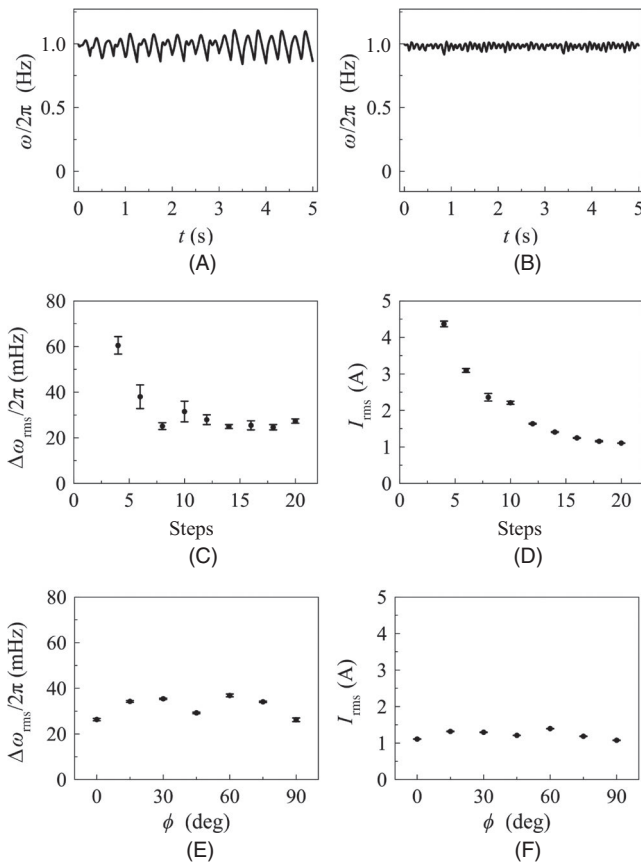 1.0
0.5
0
ω/2π (Hz)
0 1 2 3 4 5
t (s)
(A)
1.0
0.5
0
ω/2π (Hz)
0 1 2 3 4 5
t (s)
(B)
80
60
40
20
0
Δω_rms/2π (mHz)
0 5 10 15 20
Steps
(C)
5
4
3
2
1
0
I_rms (A)
0 5 10 15 20
Steps
(D)
80
60
40
20
0
Δω_rms/2π (mHz)
0 30 60 90
ϕ (deg)
(E)
5
4
3
2
1
0
I_rms (A)
0 30 60 90
ϕ (deg)
(F)